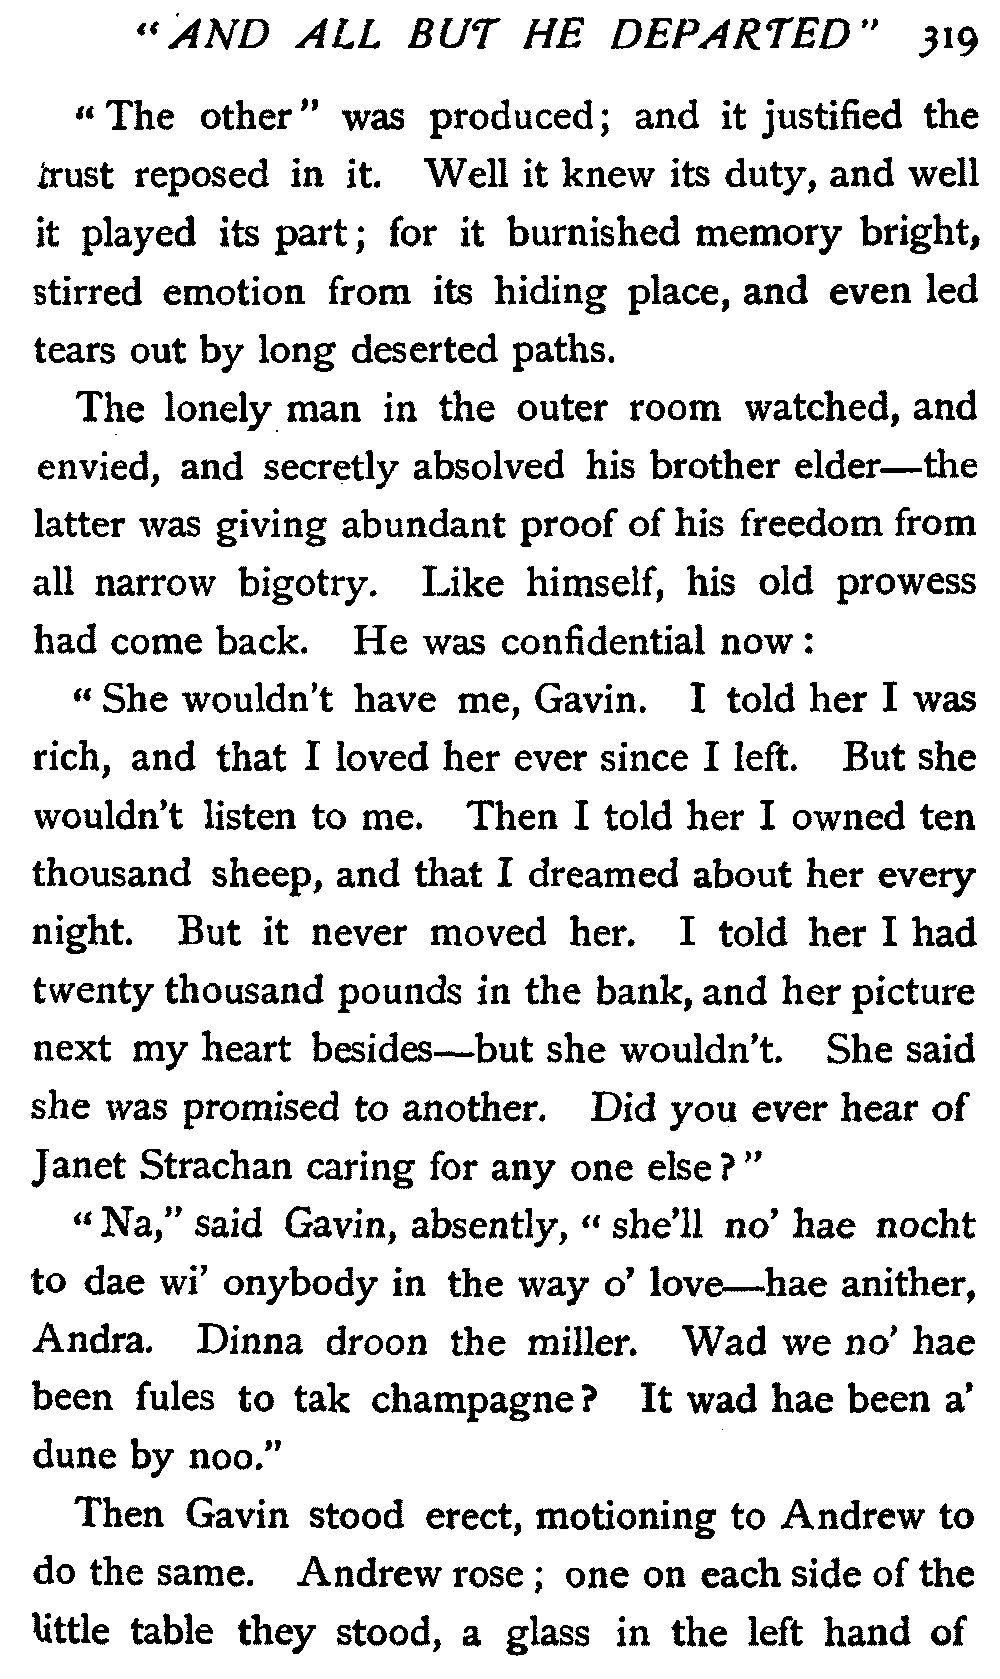 "AND ALL BUT HE DEPARTED" 319
"The other" was produced; and it justified the
trust reposed in it. Well it knew its duty, and well
it played its part; for it burnished memory bright,
stirred emotion from its hiding place, and even led
tears out by long deserted paths.
The lonely man in the outer room watched, and
envied, and secretly absolved his brother elder—the
latter was giving abundant proof of his freedom from
all narrow bigotry. Like himself, his old prowess
had come back. He was confidential now:
"She wouldn't have me, Gavin. I told her I was
rich, and that I loved her ever since I left. But she
wouldn't listen to me. Then I told her I owned ten
thousand sheep, and that I dreamed about her every
night. But it never moved her. I told her I had
twenty thousand pounds in the bank, and her picture
next my heart besides—but she wouldn't. She said
she was promised to another. Did you ever hear of
Janet Strachan caring for any one else?"
"Na," said Gavin, absently, "she'll no' hae nocht
to dae wi' onybody in the way o' love—hae anither,
Andra. Dinna droon the miller. Wad we no' hae
been fules to tak champagne? It wad hae been a'
dune by noo."
Then Gavin stood erect, motioning to Andrew to
do the same. Andrew rose; one on each side of the
little table they stood, a glass in the left hand of